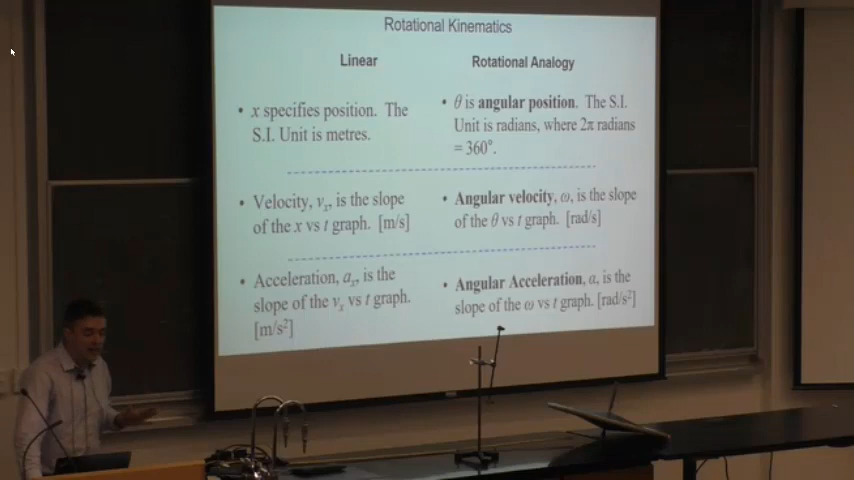 Rotational Kinematics
Linear
Rotational Analogy
• x specifies position. The
S.I. Unit is metres.
• θ is angular position. The S.I.
Unit is radians, where 2π radians
= 360°.
• Velocity, vₓ, is the slope
of the x vs t graph. [m/s]
• Angular velocity, ω, is the slope
of the θ vs t graph. [rad/s]
• Acceleration, aₓ, is the
slope of the vₓ vs t graph.
[m/s²]
• Angular Acceleration, α, is the
slope of the ω vs t graph. [rad/s²]